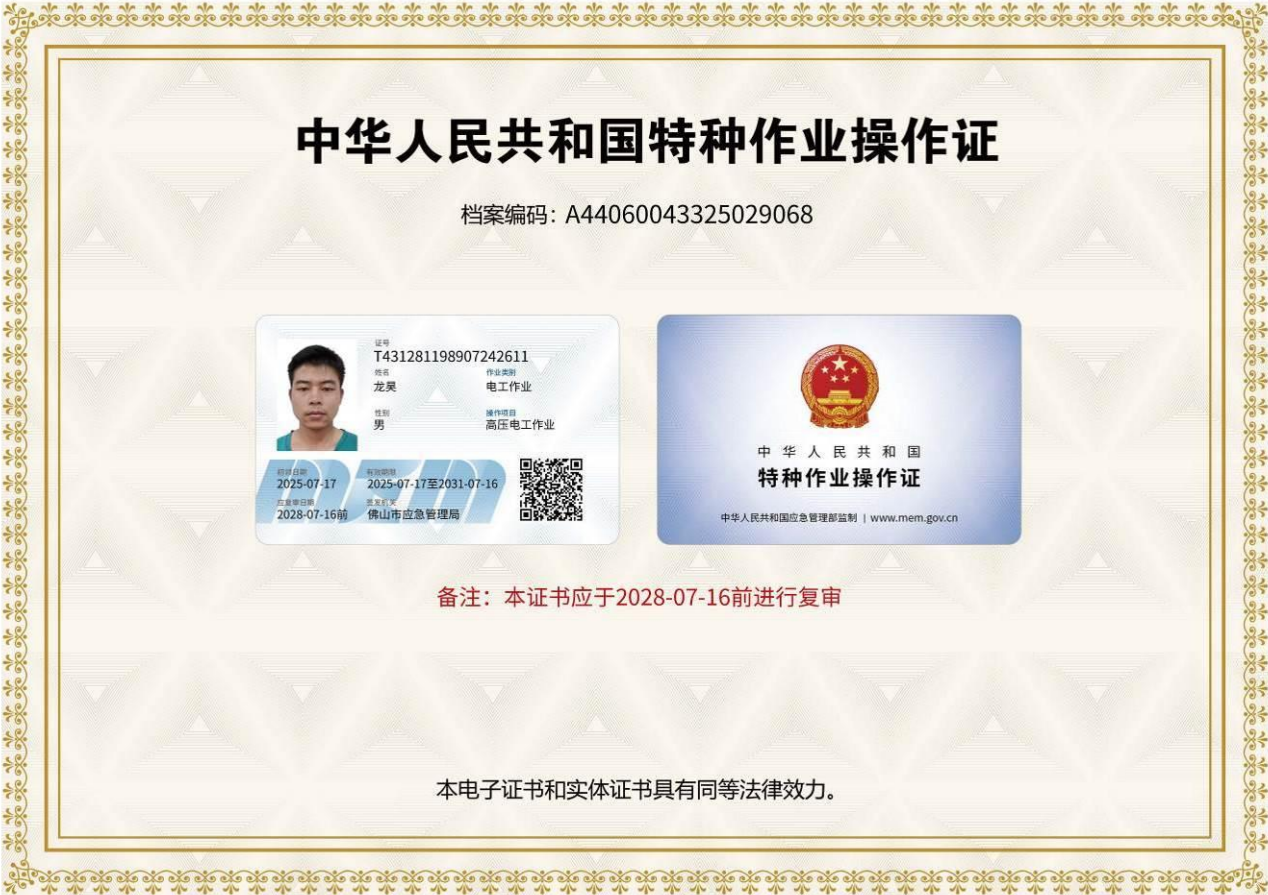 中华人民共和国特种作业操作证
档案编码：A44060043325029068
证号
T431281198907242611
姓名 作业类别
龙昊 电工作业
性别 操作项目
男 高压电工作业
初领日期 有效期限
2025-07-17 2025-07-17至2031-07-16
应复审日期 签发机关
2028-07-16前 佛山市应急管理局
中华人民共和国
特种作业操作证
中华人民共和国应急管理部监制 | www.mem.gov.cn
备注：本证书应于2028-07-16前进行复审
本电子证书和实体证书具有同等法律效力。